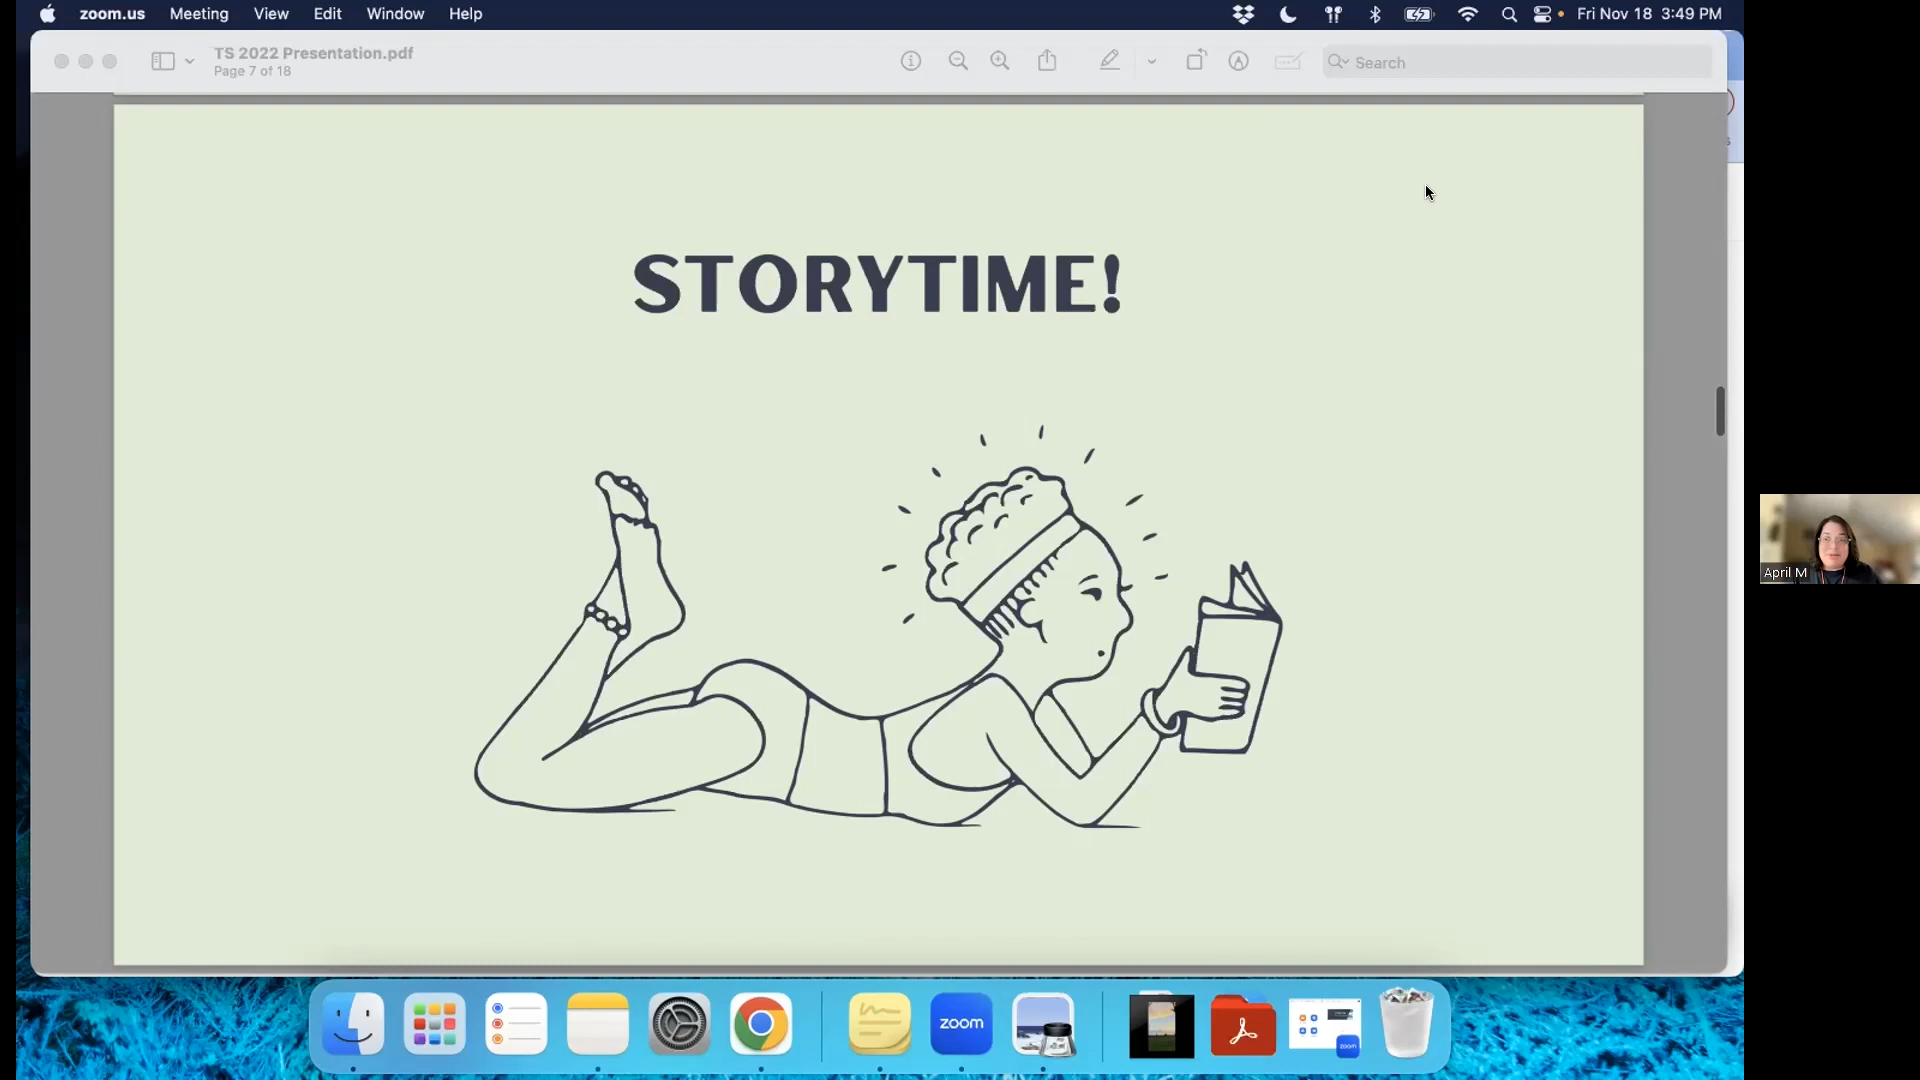 zoom.us Meeting View Edit Window Help Fri Nov 18 3:49 PM
TS 2022 Presentation.pdf
Page 7 of 18
Search
STORYTIME!
April M
zoom
zoom